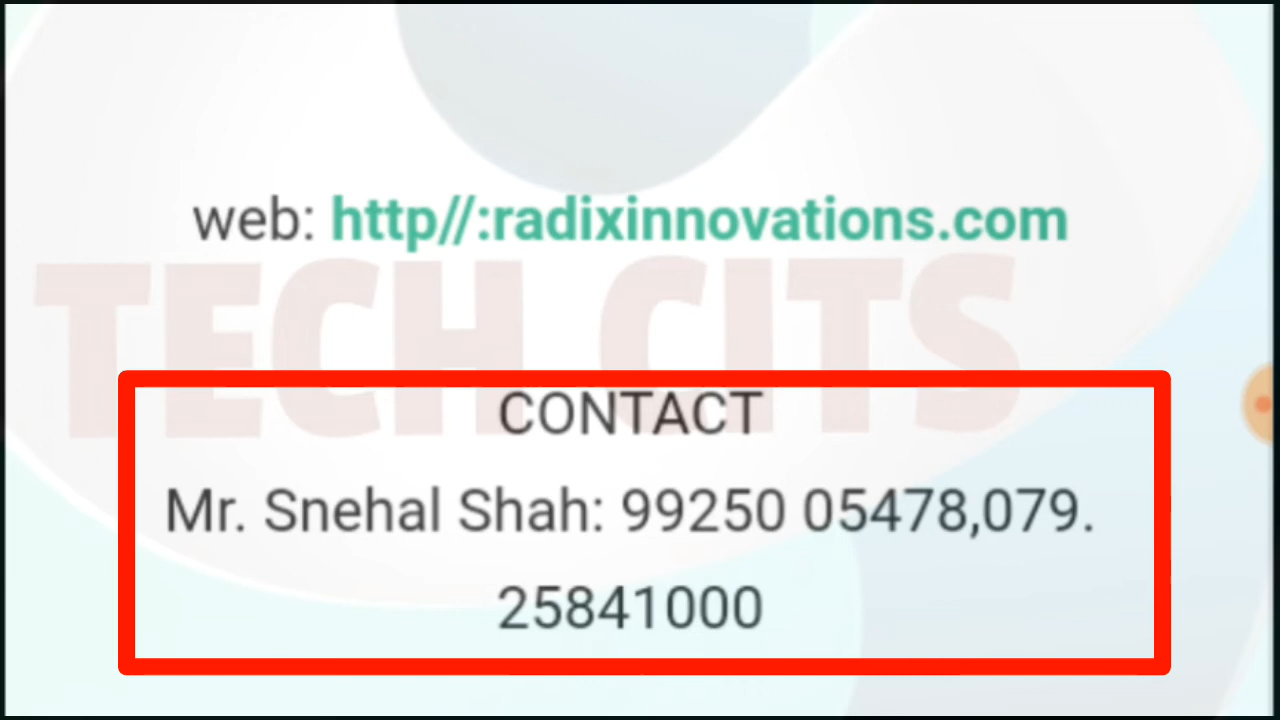 web: http//:radixinnovations.com
TECH CITS
CONTACT
Mr. Snehal Shah: 99250 05478,079.
25841000